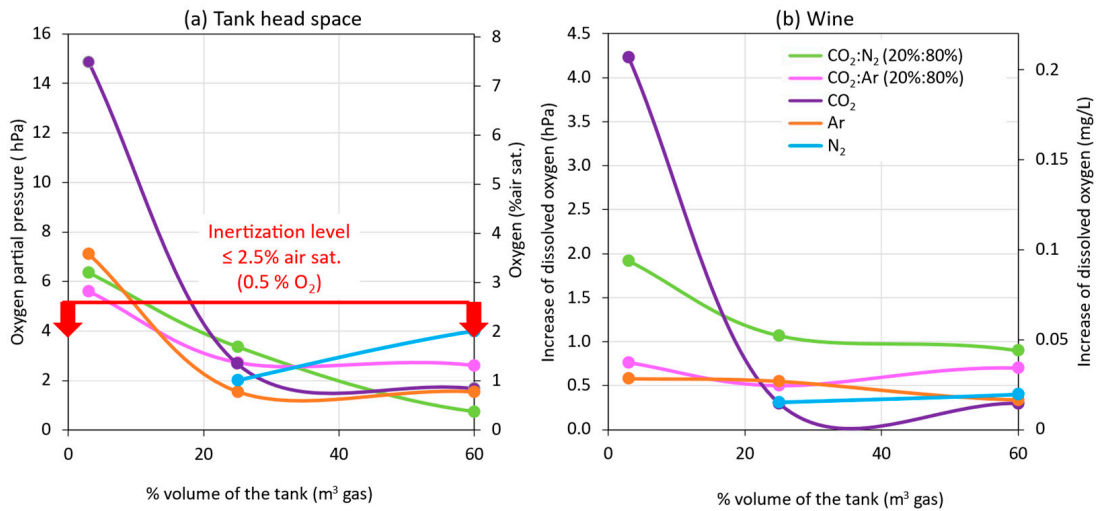 (a) Tank head space
Oxygen partial pressure ( hPa)
16
14
12
10
8
6
4
2
0
8
7
6
5
4
3
2
1
0
Oxygen (%air sat.)
Inertization level
≤ 2.5% air sat.
(0.5 % O₂)
0
20
40
60
% volume of the tank (m³ gas)
(b) Wine
Increase of dissolved oxygen (hPa)
4.5
4.0
3.5
3.0
2.5
2.0
1.5
1.0
0.5
0.0
CO₂:N₂ (20%:80%)
CO₂:Ar (20%:80%)
CO₂
Ar
N₂
0.2
0.15
0.1
0.05
0
Increase of dissolved oxygen (mg/L)
0
20
40
60
% volume of the tank (m³ gas)